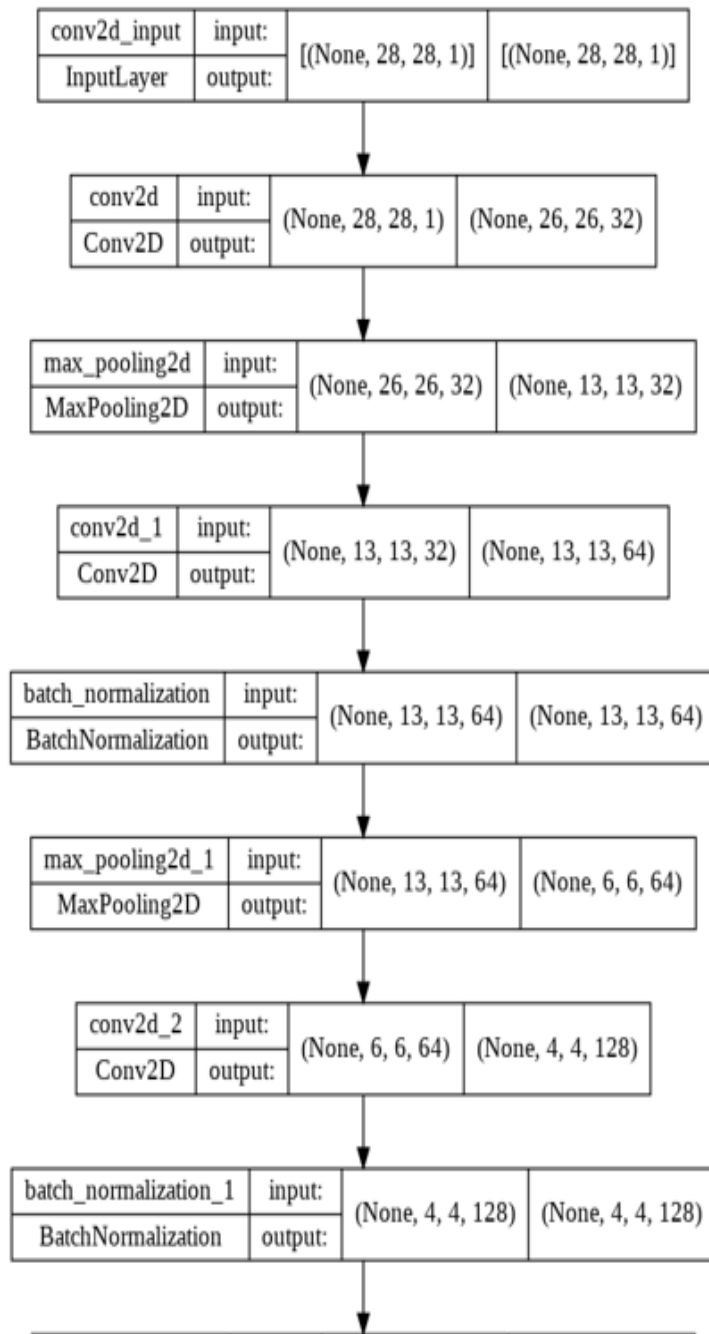 conv2d_input input: [(None, 28, 28, 1)] [(None, 28, 28, 1)]
InputLayer output:
conv2d input: (None, 28, 28, 1) (None, 26, 26, 32)
Conv2D output:
max_pooling2d input: (None, 26, 26, 32) (None, 13, 13, 32)
MaxPooling2D output:
conv2d_1 input: (None, 13, 13, 32) (None, 13, 13, 64)
Conv2D output:
batch_normalization input: (None, 13, 13, 64) (None, 13, 13, 64)
BatchNormalization output:
max_pooling2d_1 input: (None, 13, 13, 64) (None, 6, 6, 64)
MaxPooling2D output:
conv2d_2 input: (None, 6, 6, 64) (None, 4, 4, 128)
Conv2D output:
batch_normalization_1 input: (None, 4, 4, 128) (None, 4, 4, 128)
BatchNormalization output: